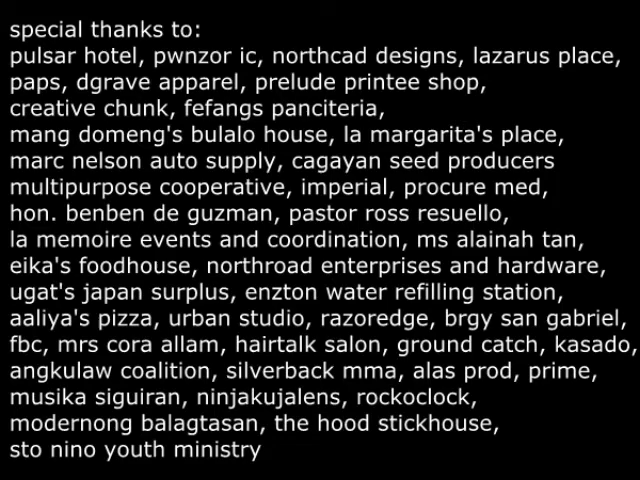 special thanks to:
pulsar hotel, pwnzor ic, northcad designs, lazarus place,
paps, dgrave apparel, prelude printee shop,
creative chunk, fefangs panciteria,
mang domeng's bulalo house, la margarita's place,
marc nelson auto supply, cagayan seed producers
multipurpose cooperative, imperial, procure med,
hon. benben de guzman, pastor ross resuello,
la memoire events and coordination, ms alainah tan,
eika's foodhouse, northroad enterprises and hardware,
ugat's japan surplus, enzton water refilling station,
aaliya's pizza, urban studio, razoredge, brgy san gabriel,
fbc, mrs cora allam, hairtalk salon, ground catch, kasado,
angkulaw coalition, silverback mma, alas prod, prime,
musika siguiran, ninjakujalens, rockoclock,
modernong balagtasan, the hood stickhouse,
sto nino youth ministry